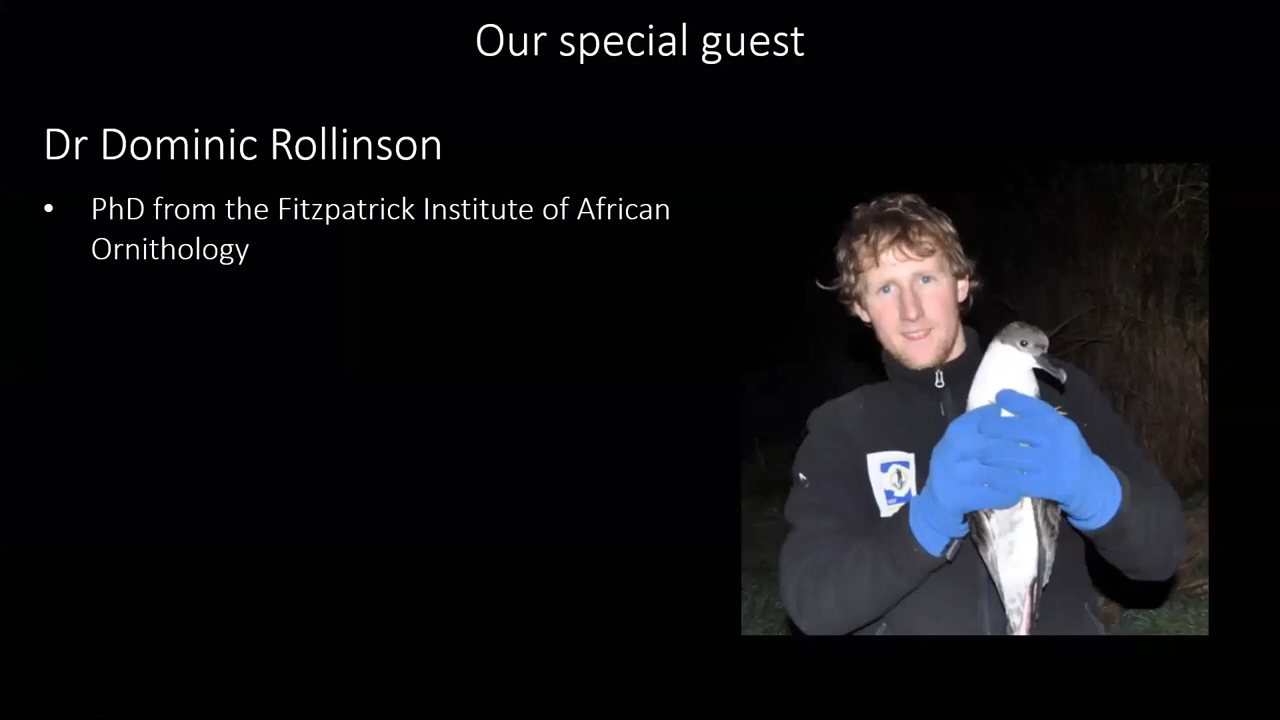 Our special guest
Dr Dominic Rollinson
• PhD from the Fitzpatrick Institute of African
Ornithology